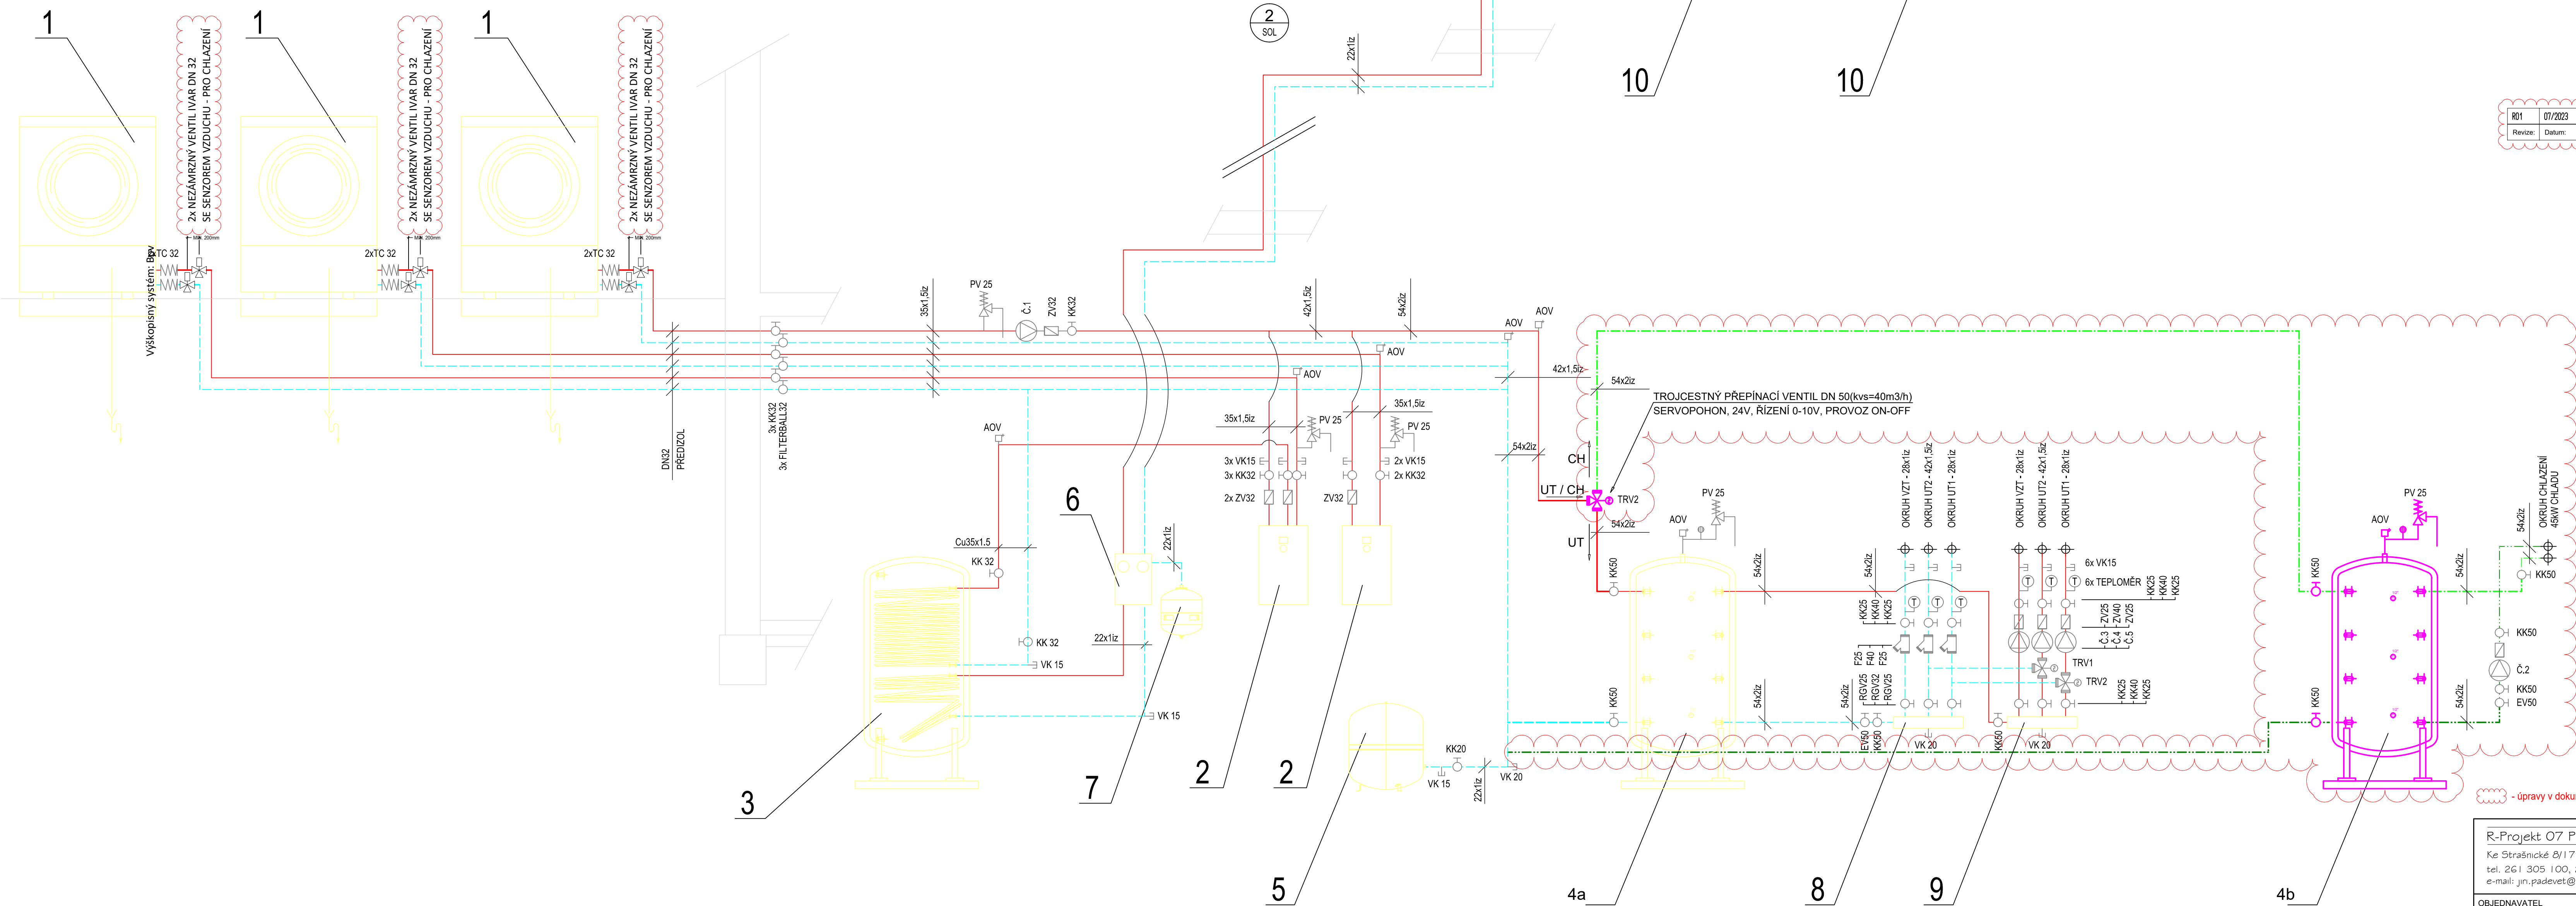 1
1
1
2x NEZÁMRZNÝ VENTIL IVAR DN 32
SE SENZOREM VZDUCHU - PRO CHLAZENÍ
2x NEZÁMRZNÝ VENTIL IVAR DN 32
SE SENZOREM VZDUCHU - PRO CHLAZENÍ
2x NEZÁMRZNÝ VENTIL IVAR DN 32
SE SENZOREM VZDUCHU - PRO CHLAZENÍ
2
SOL
22x1iz
10
10
R01 07/2023
Revize: Datum:
Min. 200mm
Min. 200mm
Min. 200mm
2xTC 32
2xTC 32
2xTC 32
Výškopisný systém: Bpv
35x1,5iz
PV 25
Č.1
ZV32
KK32
42x1,5iz
54x2iz
AOV
AOV
AOV
AOV
DN32
PŘEDIZOL
3x KK32
3x FILTERBALL32
42x1,5iz
54x2iz
TROJCESTNÝ PŘEPÍNACÍ VENTIL DN 50(kvs=40m3/h)
SERVOPOHON, 24V, ŘÍZENÍ 0-10V, PROVOZ ON-OFF
AOV
35x1,5iz
PV 25
35x1,5iz
PV 25
3x VK15
3x KK32
2x ZV32
2x VK15
2x KK32
ZV32
54x2iz
CH
UT / CH
TRV2
54x2iz
UT
6
Cu35x1.5
KK 32
22x1iz
KK 32
VK 15
22x1iz
VK 15
KK50
AOV
PV 25
54x2iz
54x2iz
OKRUH VZT - 28x1iz
OKRUH UT2 - 42x1,5iz
OKRUH UT1 - 28x1iz
OKRUH VZT - 28x1iz
OKRUH UT2 - 42x1,5iz
OKRUH UT1 - 28x1iz
6x VK15
6x TEPLOMĚR
T
T
T
T
T
T
KK25
KK40
KK25
KK25
KK40
KK25
ZV25
ZV40
ZV25
Č.3
Č.4
Č.5
F25
F40
F25
RGV25
RGV32
RGV25
TRV1
TRV2
KK25
KK40
KK25
KK50
54x2iz
54x2iz
EV50
KK50
VK 20
KK50
VK 20
KK50
KK50
AOV
PV 25
54x2iz
54x2iz
54x2iz
OKRUH CHLAZENÍ
45kW CHLADU
KK50
KK50
Č.2
KK50
EV50
KK20
VK 15
22x1iz
VK 20
3
7
2
2
5
4a
8
9
4b
- úpravy v doku
R-Projekt 07 P
Ke Strašnické 8/17
tel. 261 305 100,
e-mail: jiri.padevet@
OBJEDNAVATEL